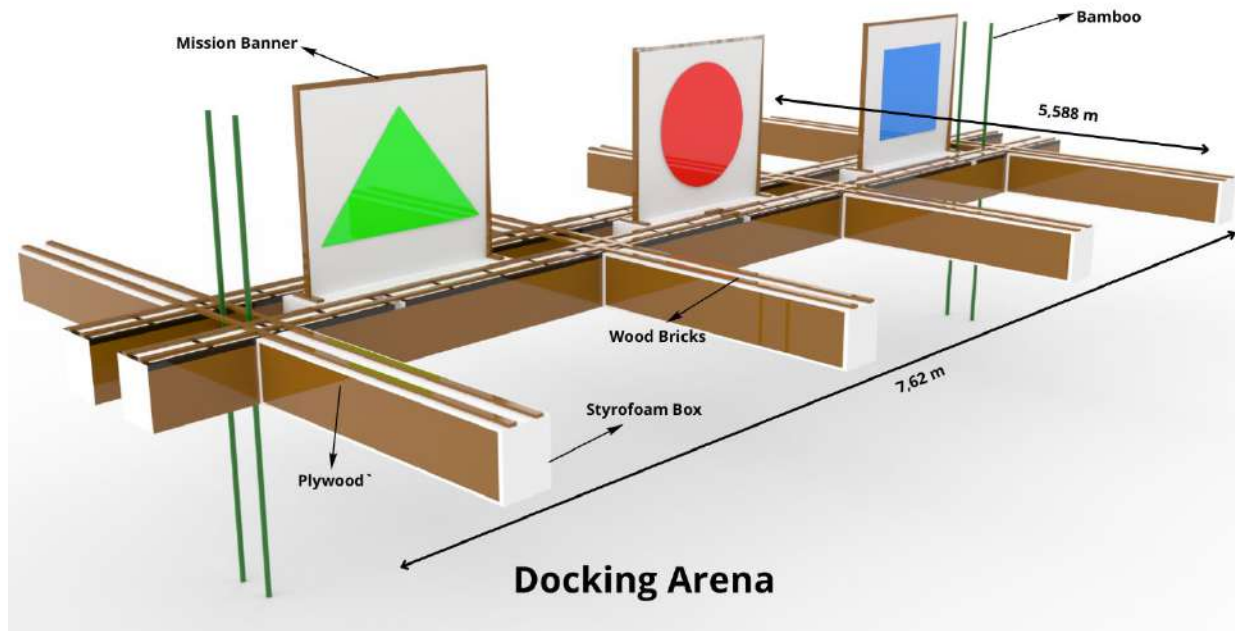 Bamboo
Mission Banner
5,588 m
Wood Bricks
7,62 m
Styrofoam Box
Plywood`
Docking Arena